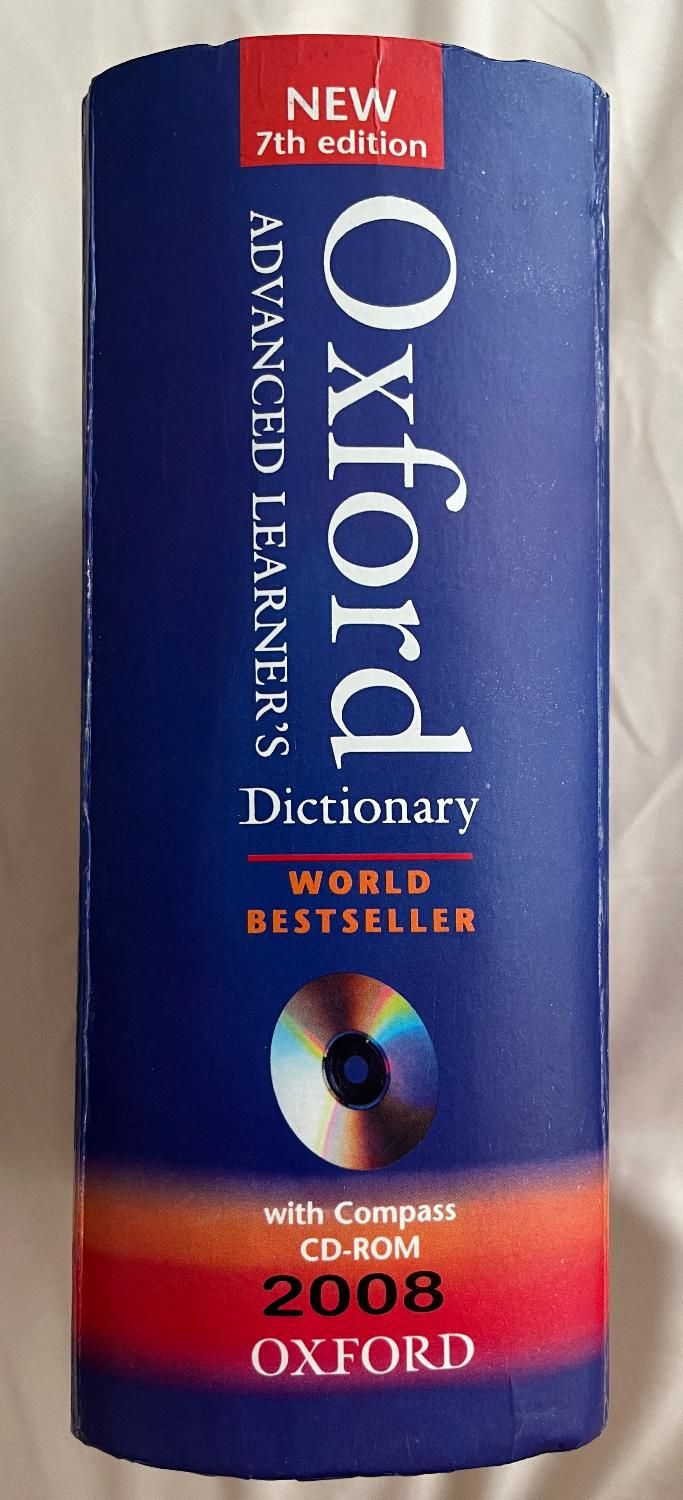 NEW
7th edition
Oxford
ADVANCED LEARNER'S
Dictionary
WORLD
BESTSELLER
with Compass
CD-ROM
2008
OXFORD